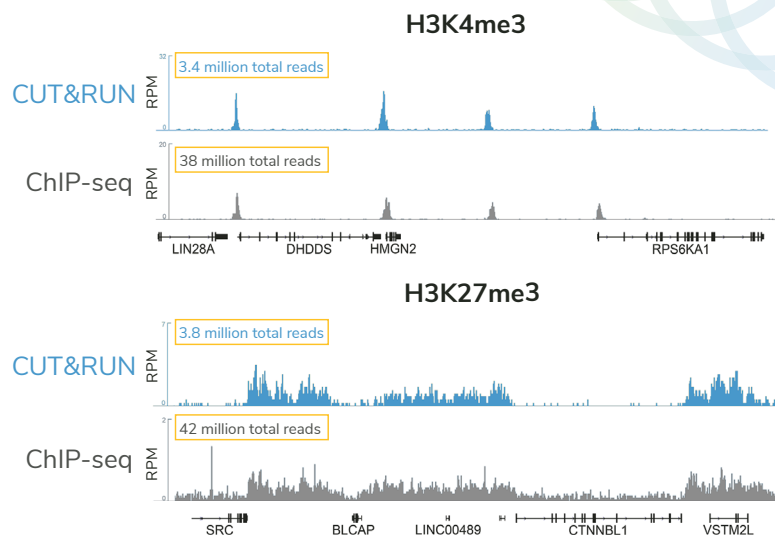 H3K4me3
CUT&RUN
RPM
32
0
3.4 million total reads
ChIP-seq
RPM
20
0
38 million total reads
LIN28A DHDDS HMGN2 RPS6KA1
H3K27me3
CUT&RUN
RPM
7
0
3.8 million total reads
ChIP-seq
RPM
2
0
42 million total reads
SRC BLCAP LINC00489 CTNNBL1 VSTM2L